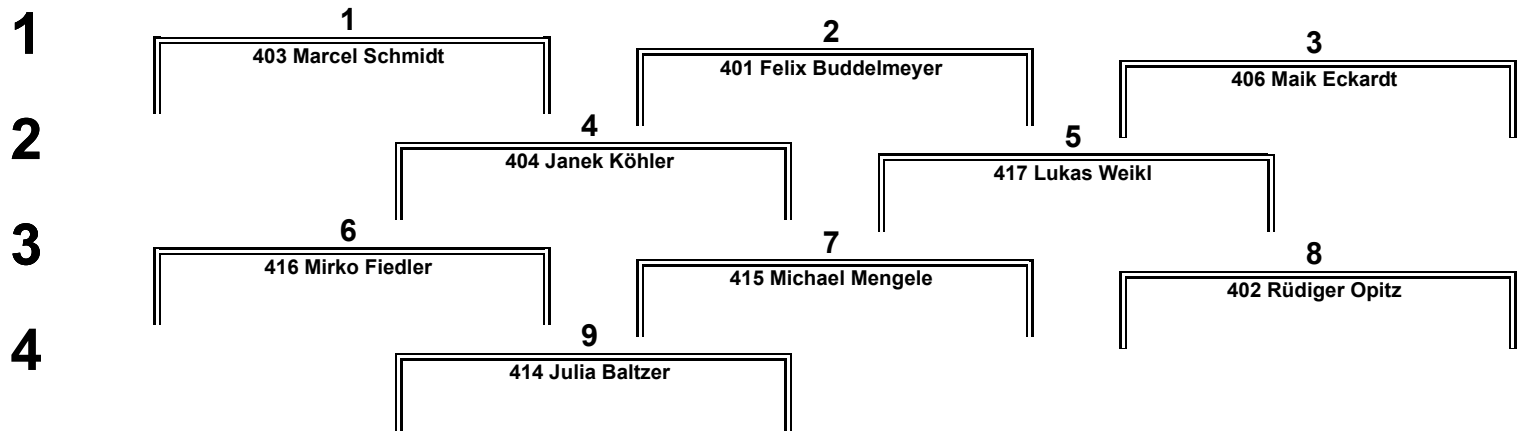 1
1
403 Marcel Schmidt
2
401 Felix Buddelmeyer
3
406 Maik Eckardt
2
4
404 Janek Köhler
5
417 Lukas Weikl
3
6
416 Mirko Fiedler
7
415 Michael Mengele
8
402 Rüdiger Opitz
4
9
414 Julia Baltzer